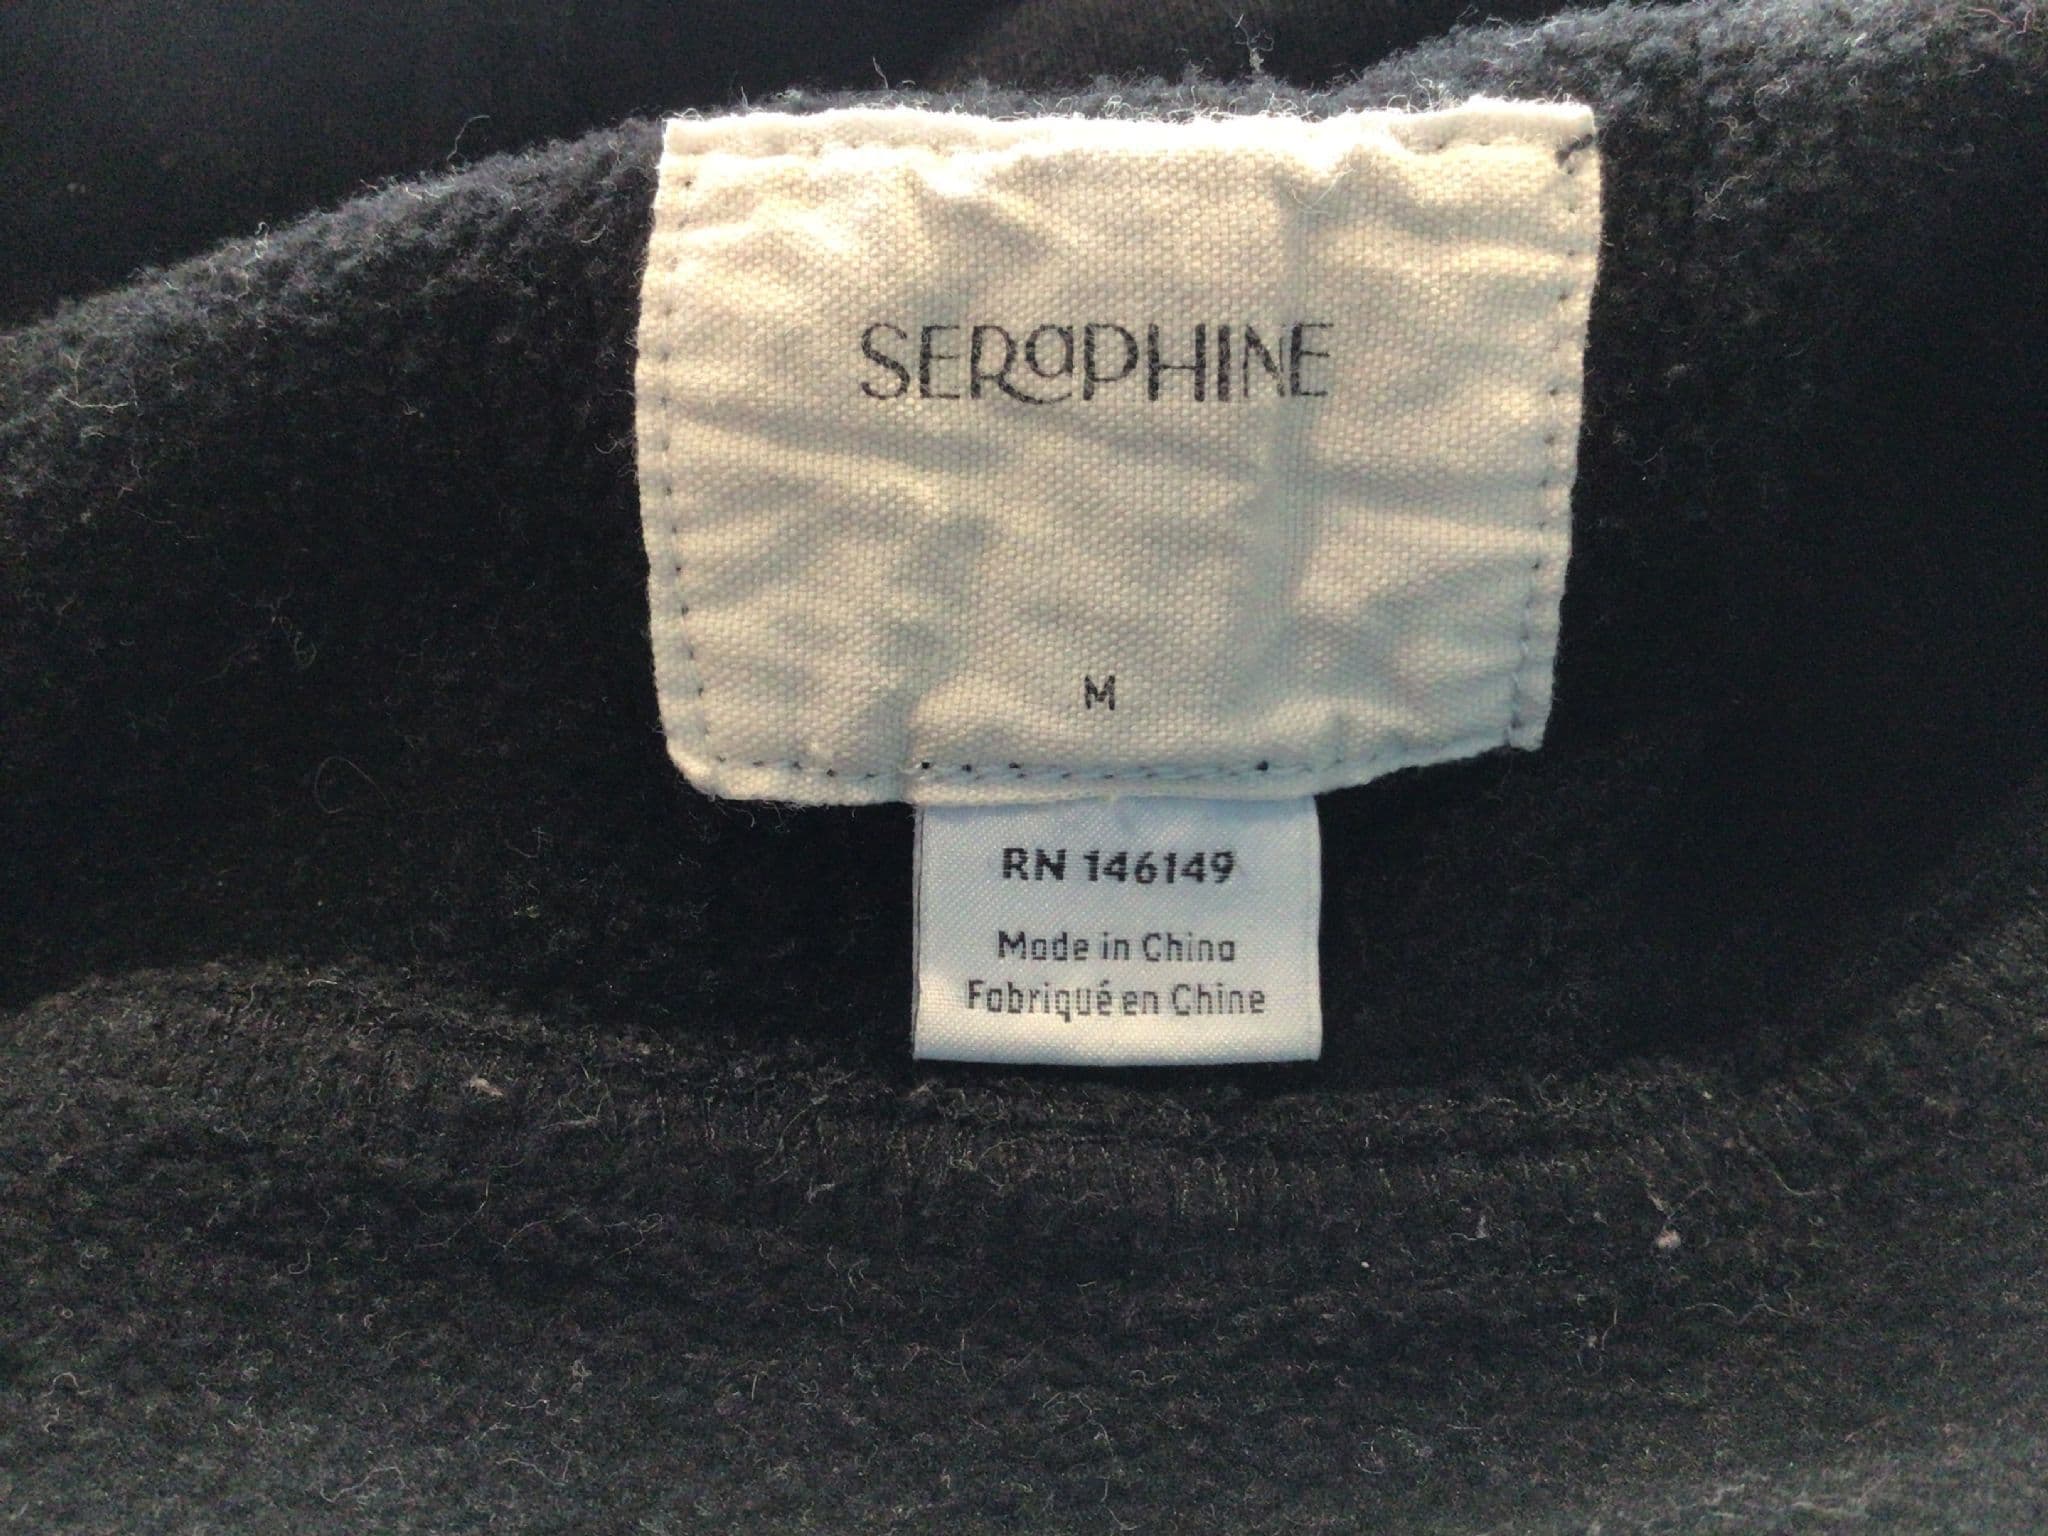 SERaPHINE
M
RN 146149
Made in China
Fabriqué en Chine